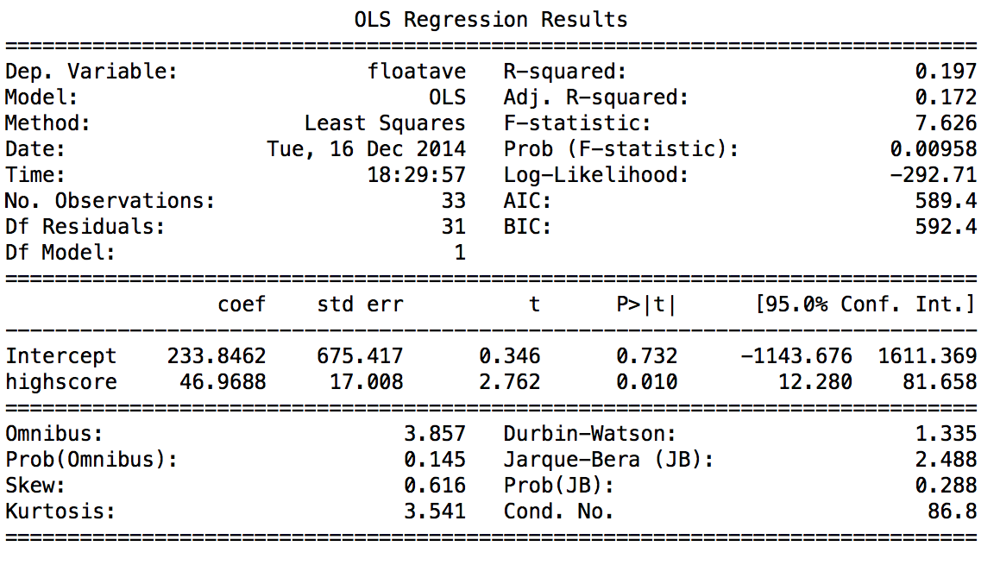 OLS Regression Results
==============================================================================
Dep. Variable:               floatave   R-squared:                       0.197
Model:                            OLS   Adj. R-squared:                  0.172
Method:                 Least Squares   F-statistic:                     7.626
Date:                Tue, 16 Dec 2014   Prob (F-statistic):            0.00958
Time:                        18:29:57   Log-Likelihood:                -292.71
No. Observations:                  33   AIC:                             589.4
Df Residuals:                      31   BIC:                             592.4
Df Model:                           1
==============================================================================
                 coef    std err          t      P>|t|      [95.0% Conf. Int.]
------------------------------------------------------------------------------
Intercept    233.8462    675.417      0.346      0.732     -1143.676  1611.369
highscore     46.9688     17.008      2.762      0.010        12.280    81.658
==============================================================================
Omnibus:                        3.857   Durbin-Watson:                   1.335
Prob(Omnibus):                  0.145   Jarque-Bera (JB):                2.488
Skew:                           0.616   Prob(JB):                        0.288
Kurtosis:                       3.541   Cond. No.                         86.8
==============================================================================